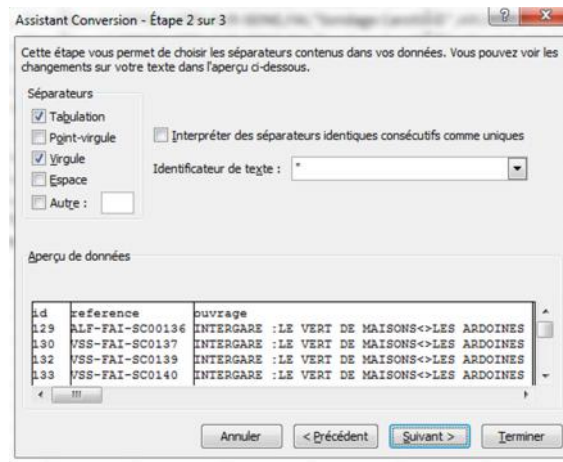 Assistant Conversion - Étape 2 sur 3
Cette étape vous permet de choisir les séparateurs contenus dans vos données. Vous pouvez voir les
changements sur votre texte dans l'aperçu ci-dessous.
Séparateurs
Tabulation
Point-virgule
Virgule
Espace
Autre :
Interpréter des séparateurs identiques consécutifs comme uniques
Identificateur de texte : "
Aperçu de données
id reference ouvrage
129 ALF-FAI-SC00136 INTERGARE :LE VERT DE MAISONS<>LES ARDOINES
130 VSS-FAI-SC0137 INTERGARE :LE VERT DE MAISONS<>LES ARDOINES
132 VSS-FAI-SC0139 INTERGARE :LE VERT DE MAISONS<>LES ARDOINES
133 VSS-FAI-SC0140 INTERGARE :LE VERT DE MAISONS<>LES ARDOINES
Annuler < Précédent Suivant > Terminer